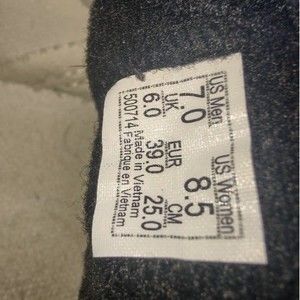 US Men. US Women
7.0 8.5
UK EUR CM
6.0 39.0 25.0
Made in Vietnam
500714 Fabriqué en Vietnam